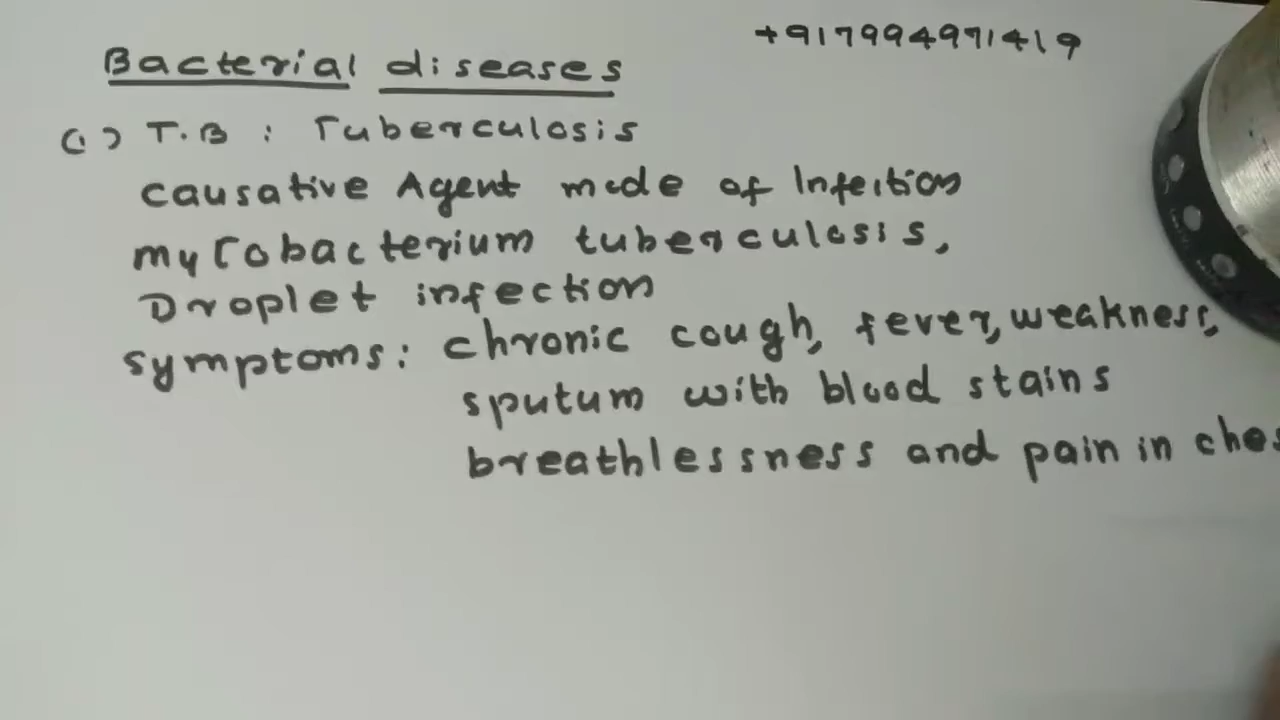 +917994971419
Bacterial diseases
(1) T.B : Tuberculosis
causative Agent mode of Infection
mycobacterium tuberculosis,
Droplet infection
symptoms: chronic cough, fever, weakness,
sputum with blood stains
breathlessness and pain in ches